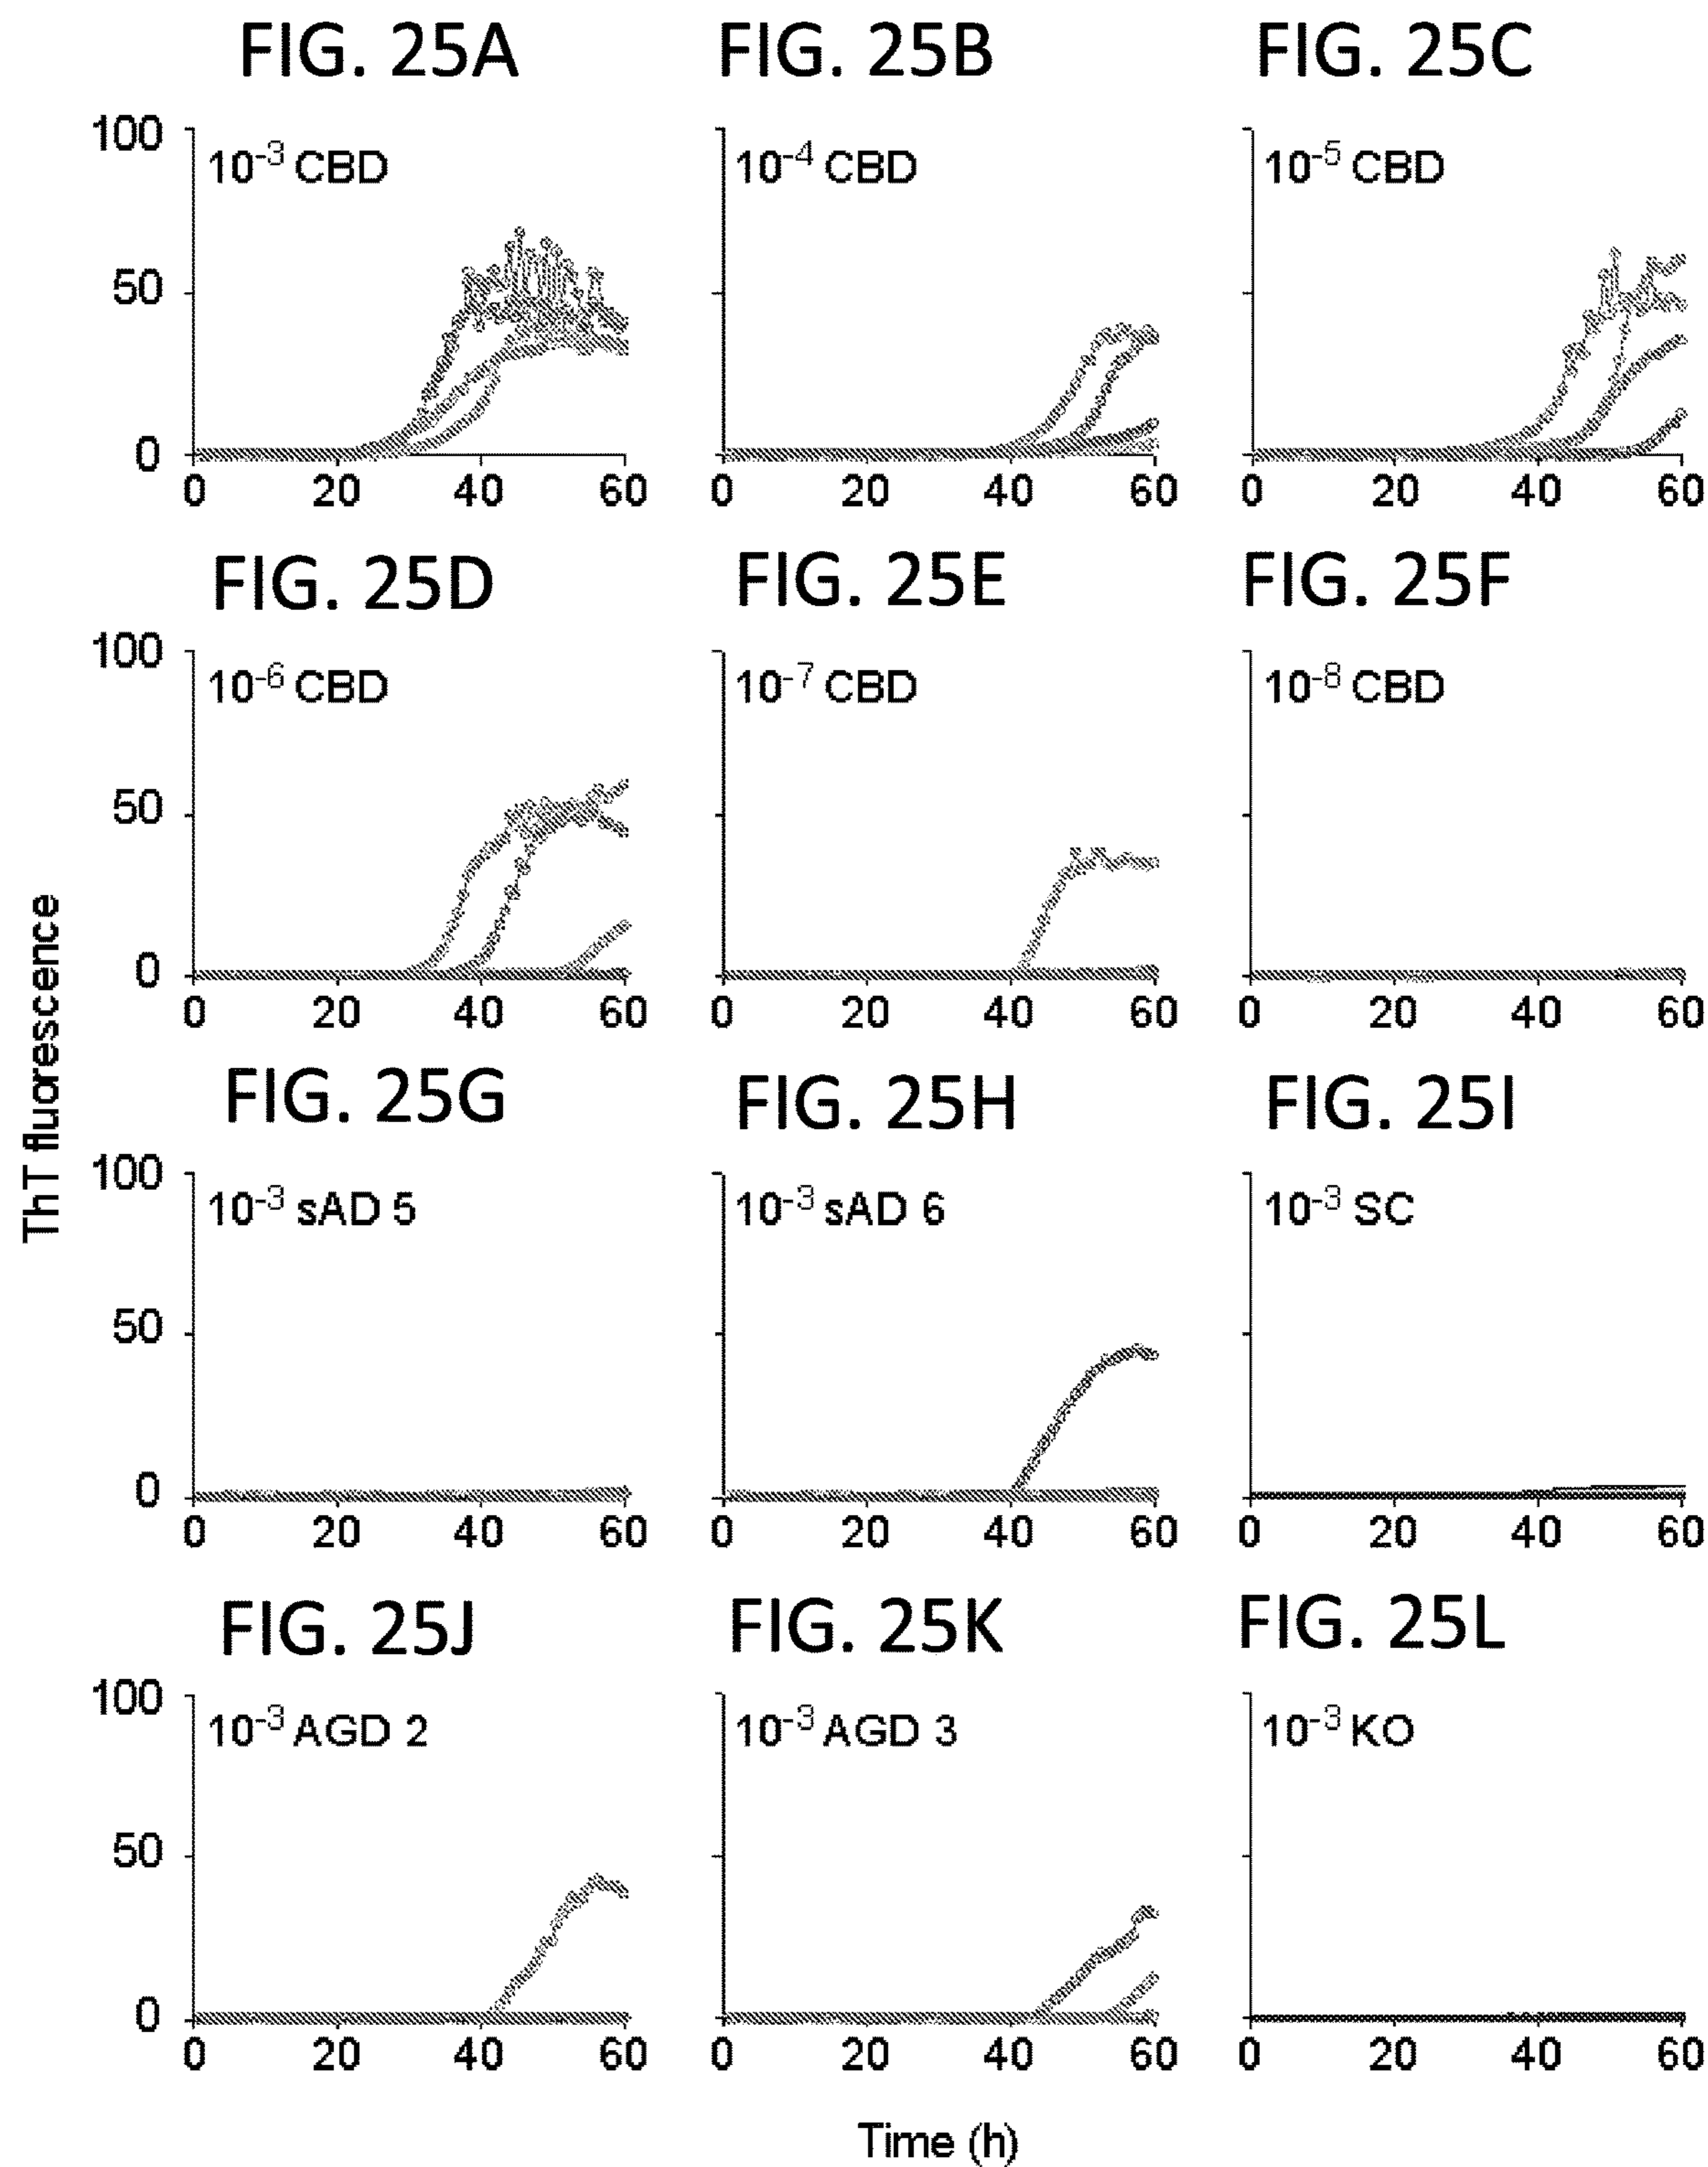 FIG. 25A FIG. 25B FIG. 25C
100
10⁻³ CBD 10⁻⁴ CBD 10⁻⁵ CBD
50
0
0 20 40 60 0 20 40 60 0 20 40 60
FIG. 25D FIG. 25E FIG. 25F
100
10⁻⁶ CBD 10⁻⁷ CBD 10⁻⁸ CBD
50
0
0 20 40 60 0 20 40 60 0 20 40 60
ThT fluorescence
FIG. 25G FIG. 25H FIG. 25I
100
10⁻³ sAD 5 10⁻³ sAD 6 10⁻³ SC
50
0
0 20 40 60 0 20 40 60 0 20 40 60
FIG. 25J FIG. 25K FIG. 25L
100
10⁻³ AGD 2 10⁻³ AGD 3 10⁻³ KO
50
0
0 20 40 60 0 20 40 60 0 20 40 60
Time (h)